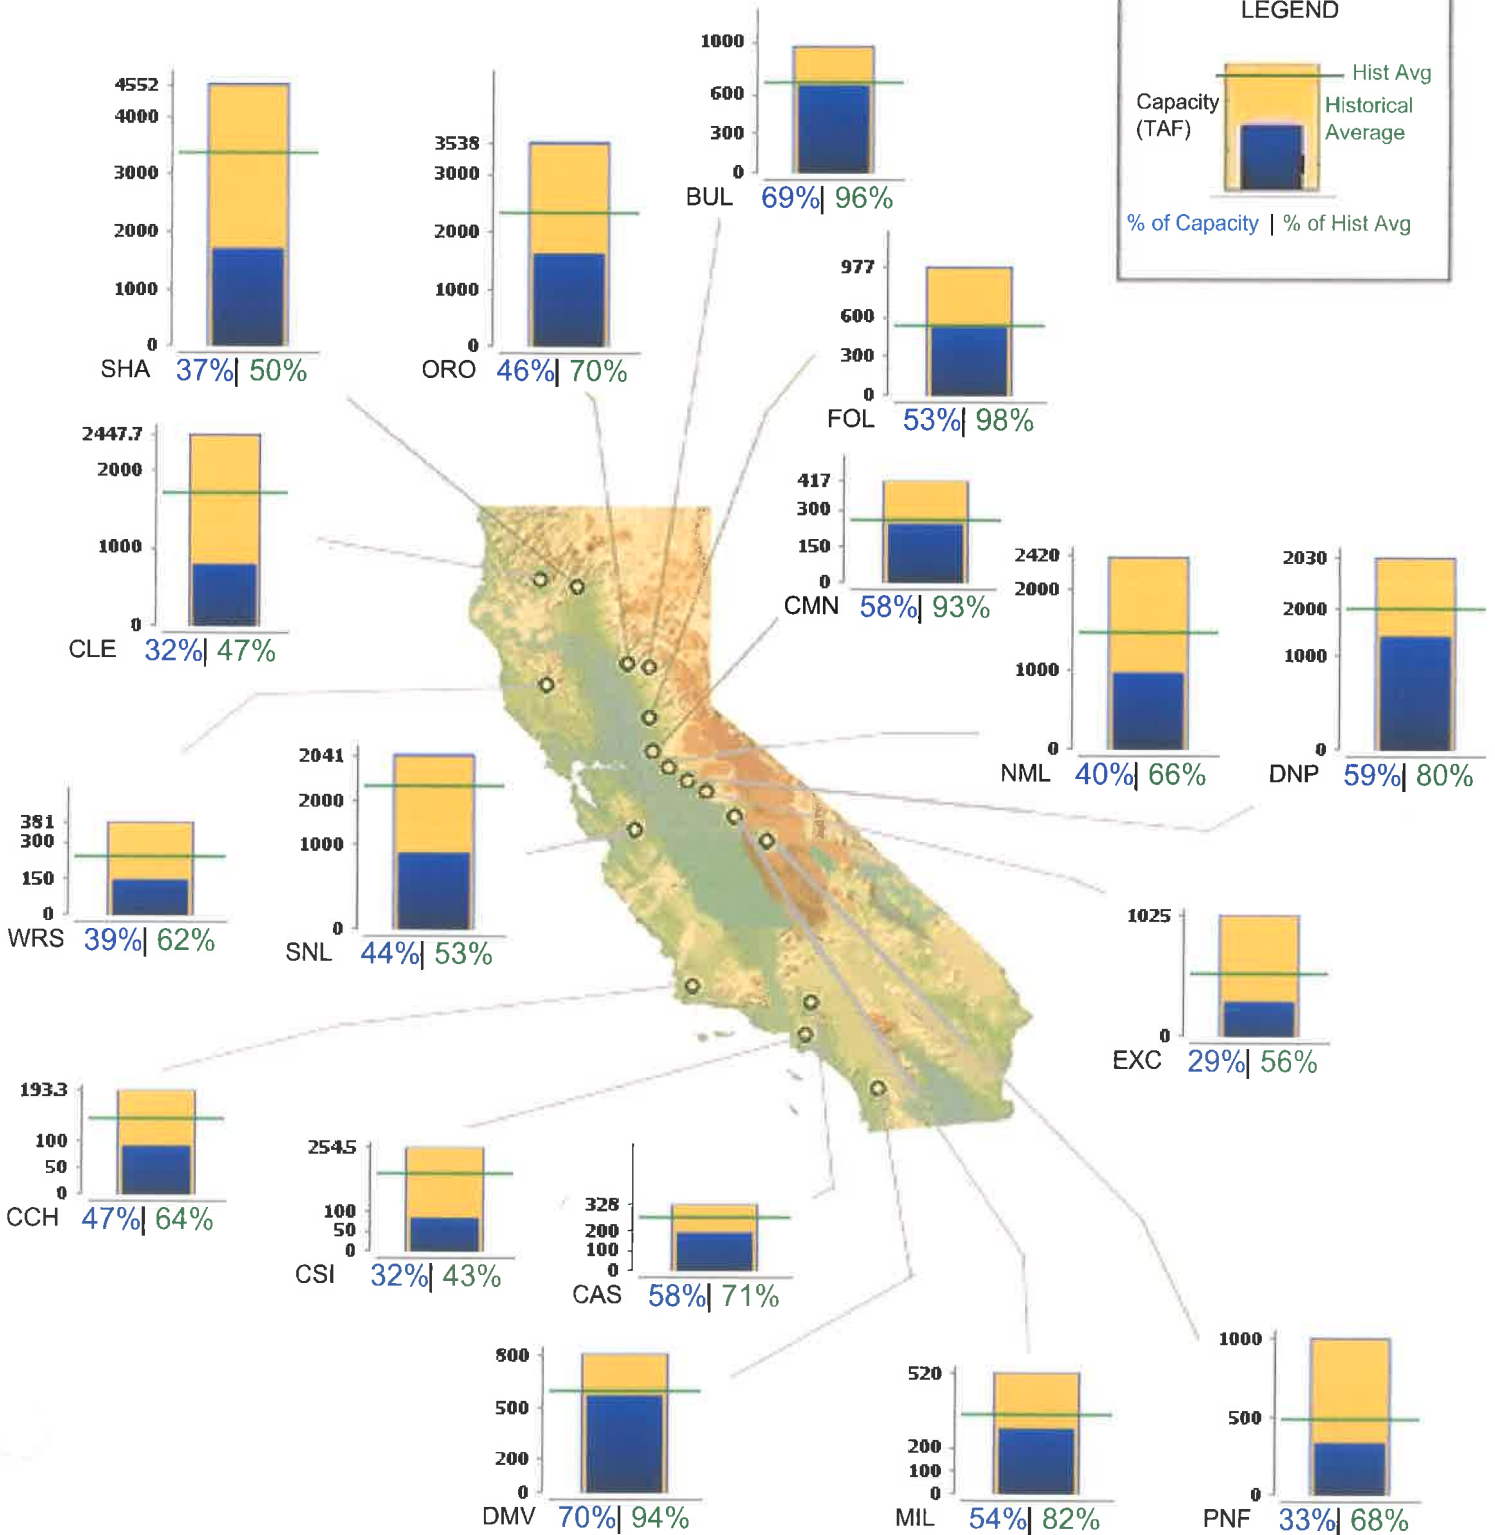 LEGEND
Hist Avg
Capacity
(TAF)
Historical
Average
% of Capacity | % of Hist Avg
1000
600
300
0
BUL 69%| 96%
4552
4000
3000
2000
1000
0
SHA 37%| 50%
3538
3000
2000
1000
0
ORO 46%| 70%
977
600
300
0
FOL 53%| 98%
2447.7
2000
1000
0
CLE 32%| 47%
417
300
150
0
CMN 58%| 93%
2420
2000
1000
0
NML 40%| 66%
2030
2000
1000
0
DNP 59%| 80%
381
300
150
0
WRS 39%| 62%
2041
2000
1000
0
SNL 44%| 53%
1025
0
EXC 29%| 56%
193.3
100
50
0
CCH 47%| 64%
254.5
100
50
0
CSI 32%| 43%
328
200
100
0
CAS 58%| 71%
800
500
200
0
DMV 70%| 94%
520
200
100
0
MIL 54%| 82%
1000
500
0
PNF 33%| 68%